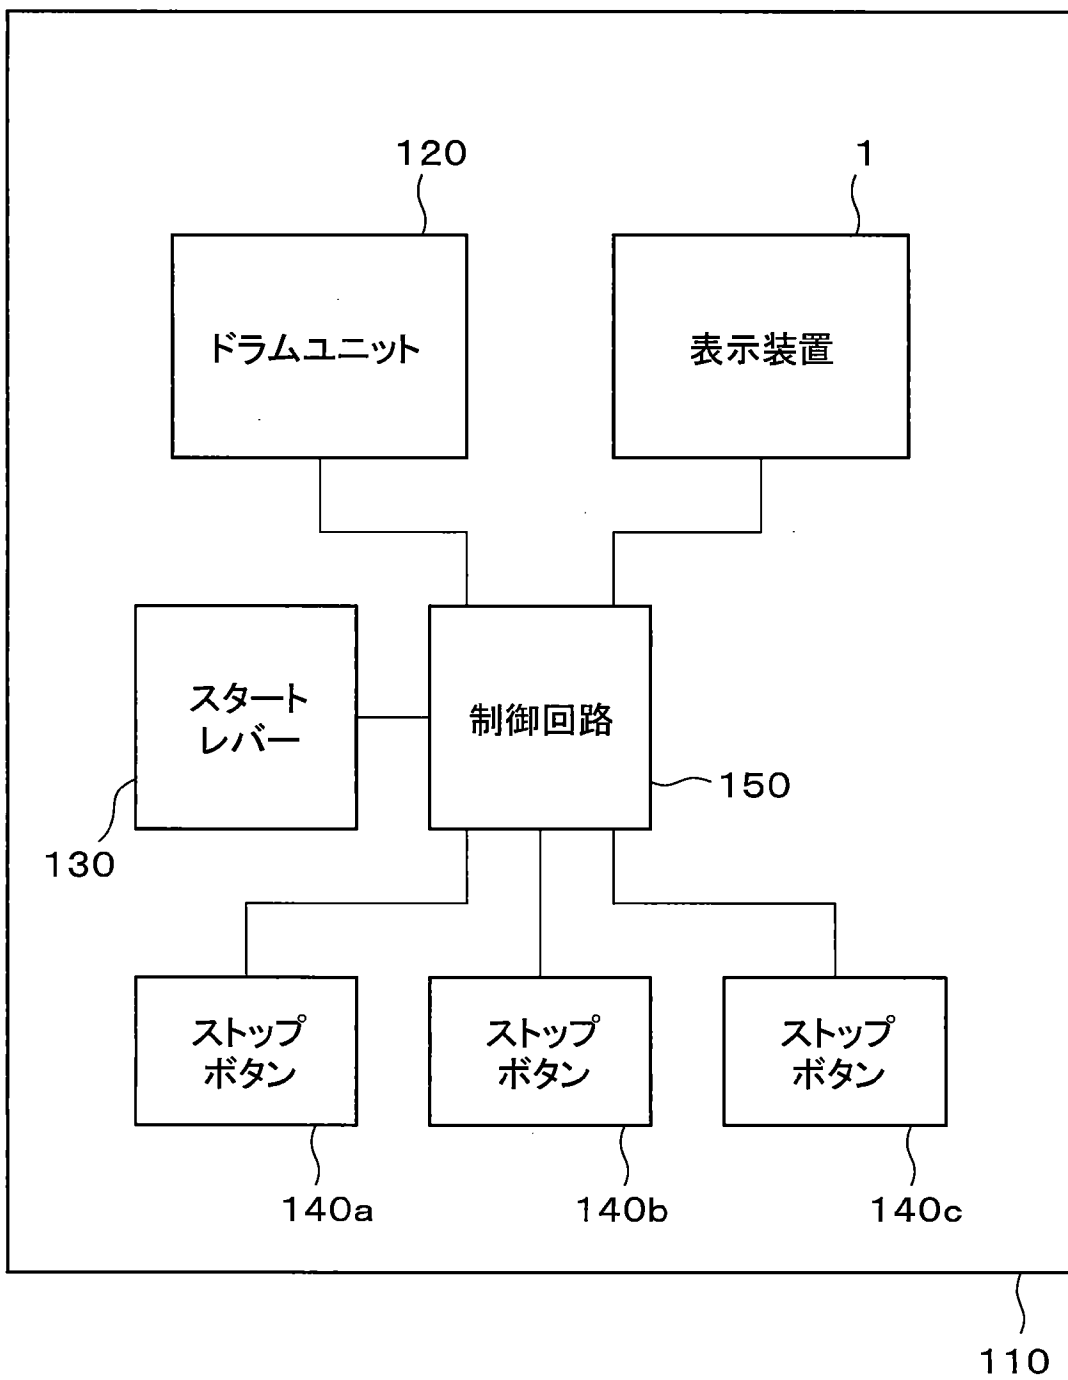 120
1
ドラムユニット
表示装置
スタート
レバー
制御回路
150
130
ストップ
ボタン
ストップ
ボタン
ストップ
ボタン
140a
140b
140c
110